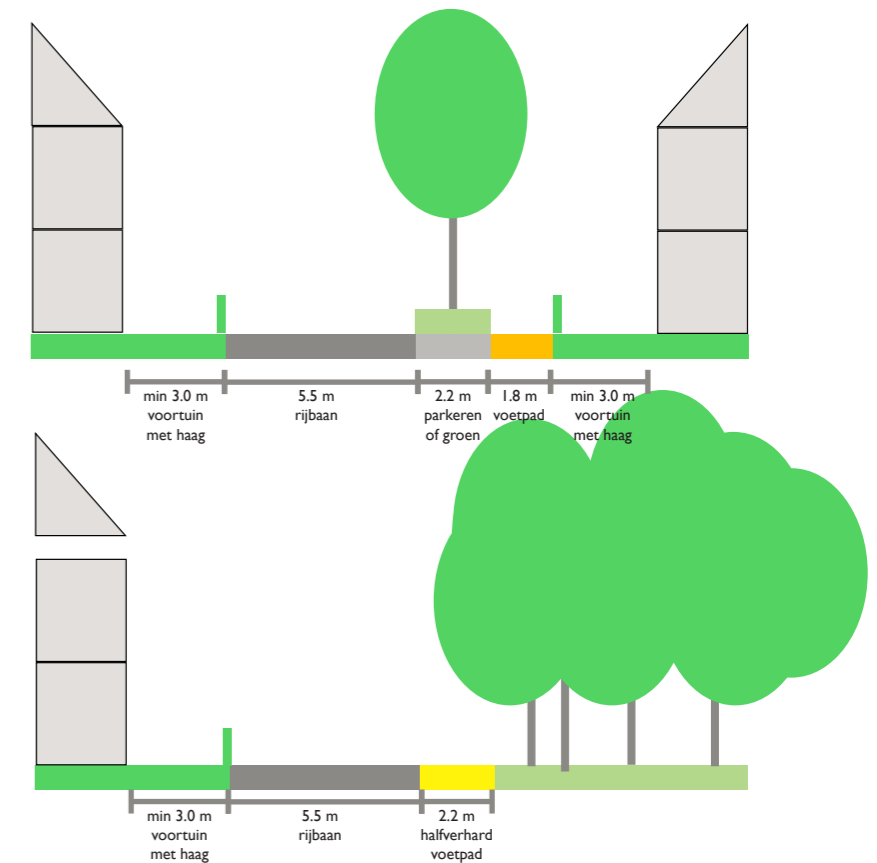 min 3.0 m
voortuin
met haag
5.5 m
rijbaan
2.2 m
parkeren
of groen
1.8 m
voetpad
min 3.0 m
voortuin
met haag
min 3.0 m
voortuin
met haag
5.5 m
rijbaan
2.2 m
halfverhard
voetpad